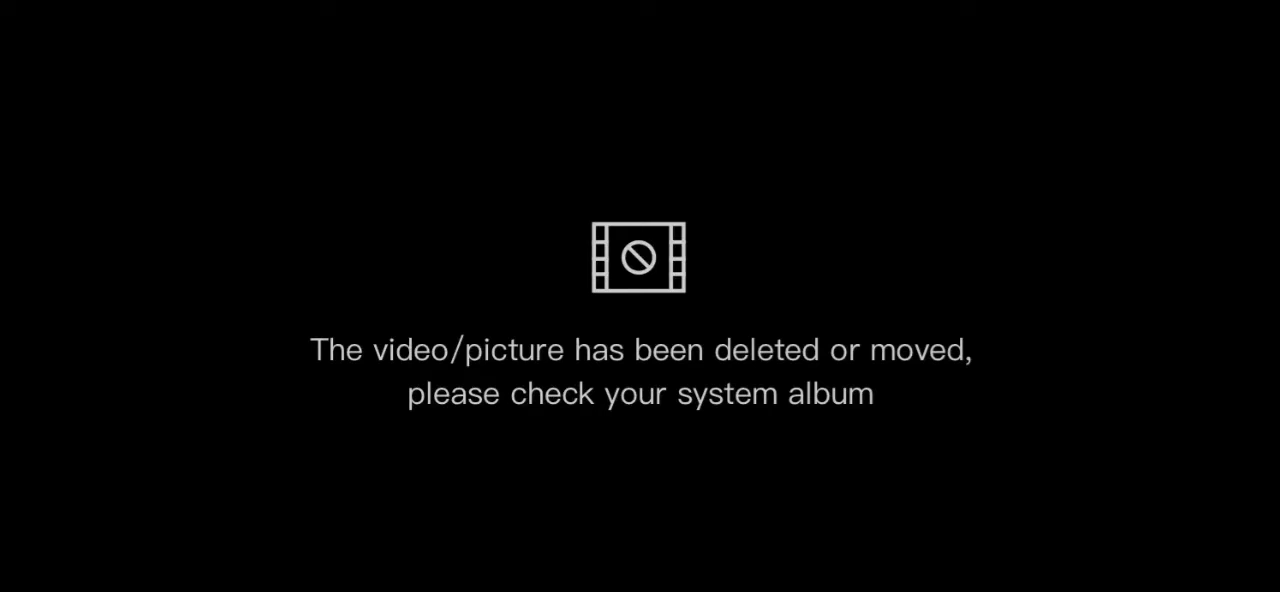 The video/picture has been deleted or moved,
please check your system album